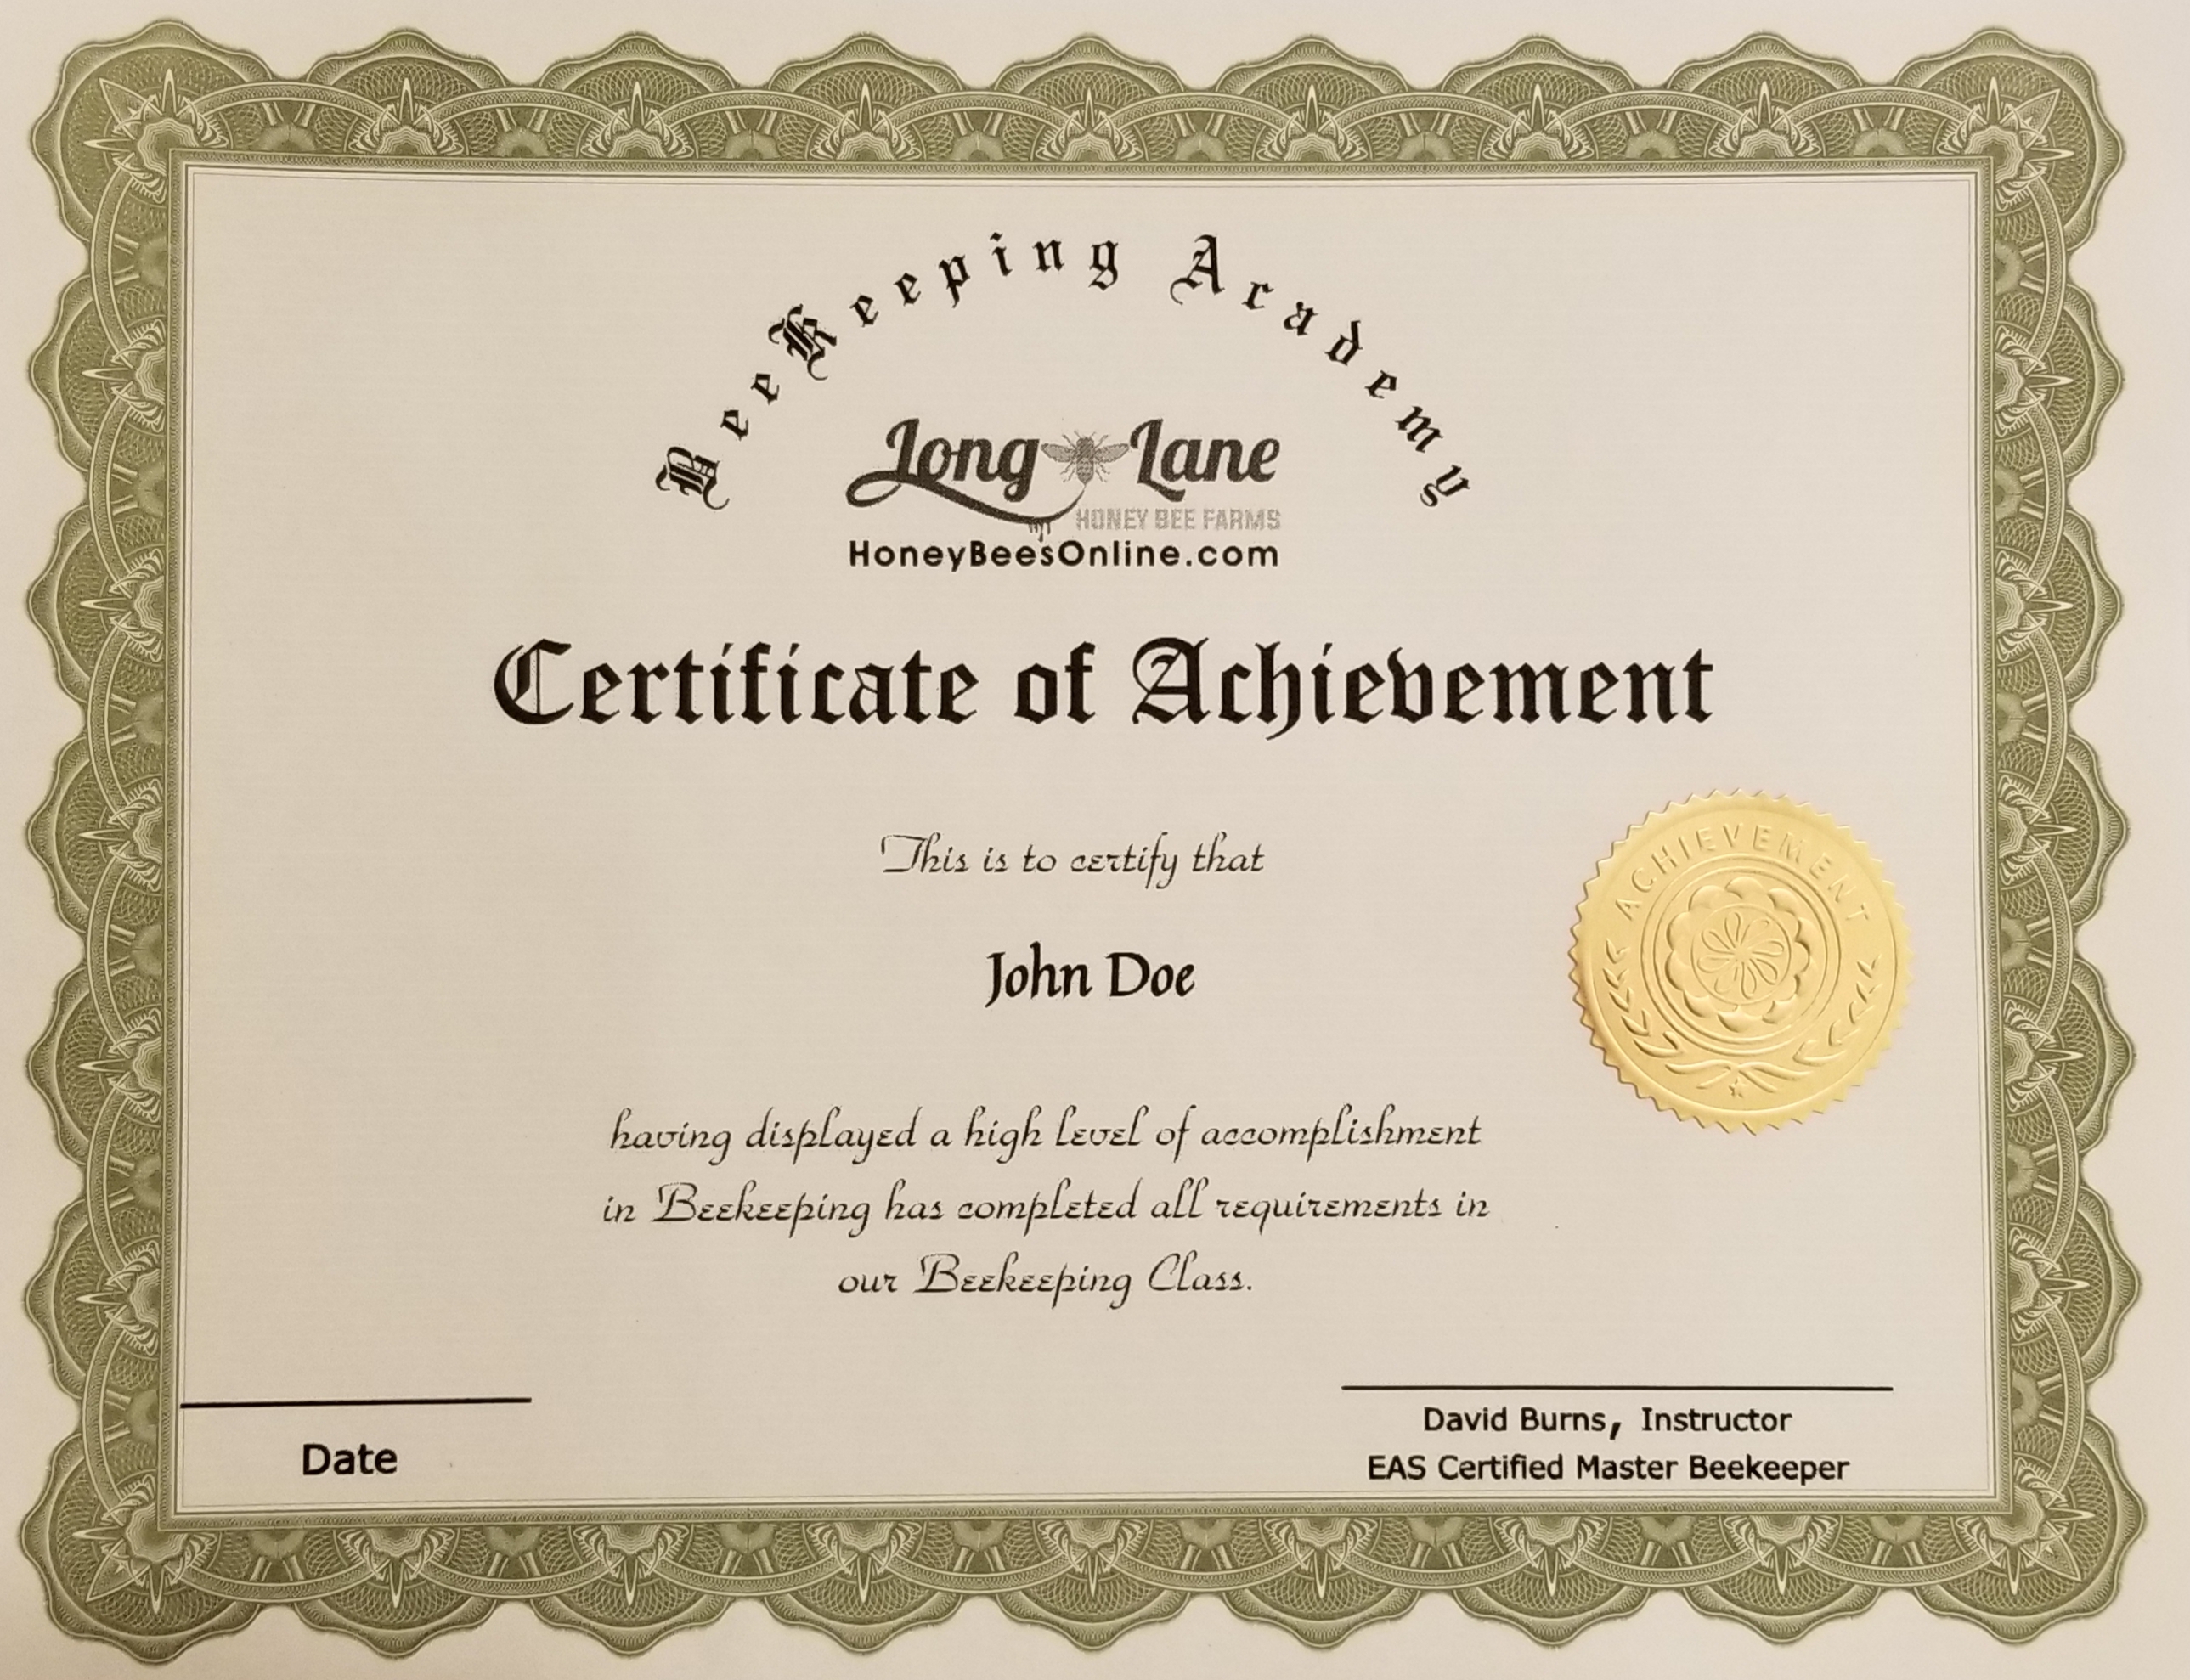 BeeKeeping Academy
Long Lane
HONEY BEE FARMS
HoneyBeesOnline.com
Certificate of Achievement
This is to certify that
John Doe
ACHIEVEMENT
having displayed a high level of accomplishment
in Beekeeping has completed all requirements in
our Beekeeping Class.
Date
David Burns, Instructor
EAS Certified Master Beekeeper